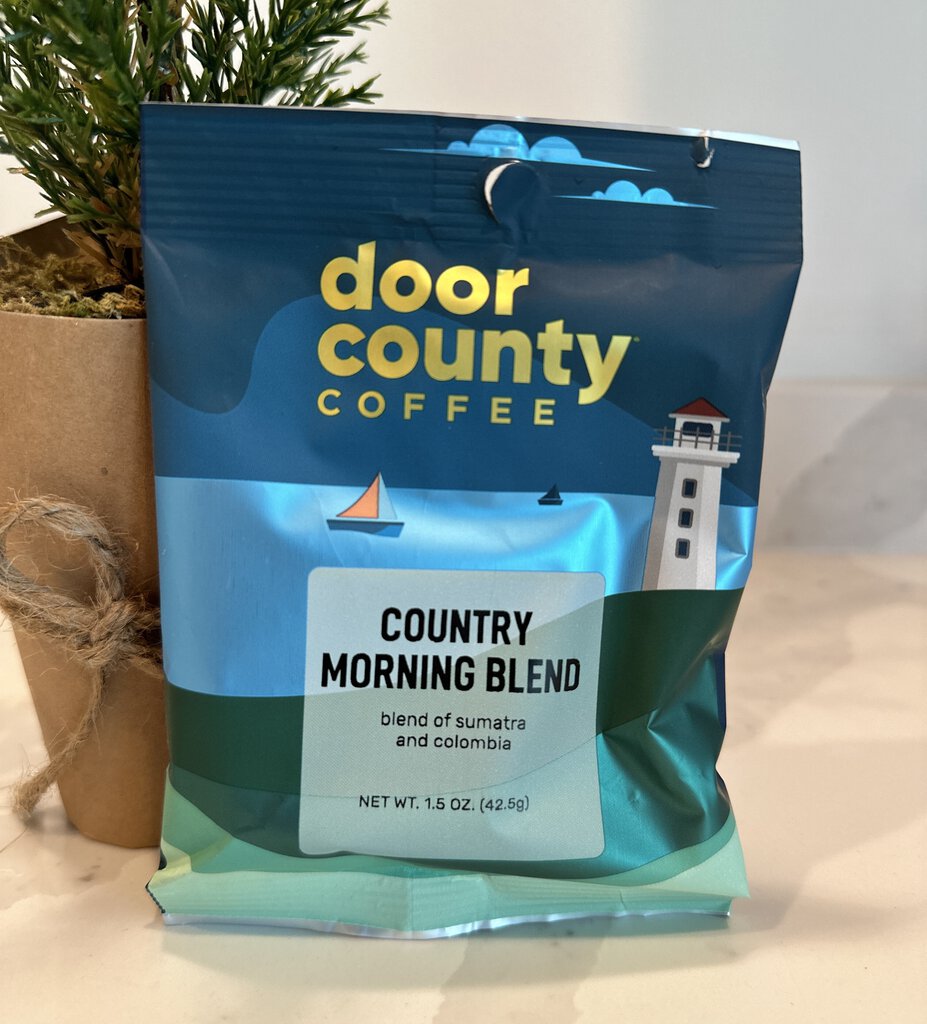 door
county
COFFEE
COUNTRY
MORNING BLEND
blend of sumatra
and colombia
NET WT. 1.5 OZ. (42.5g)